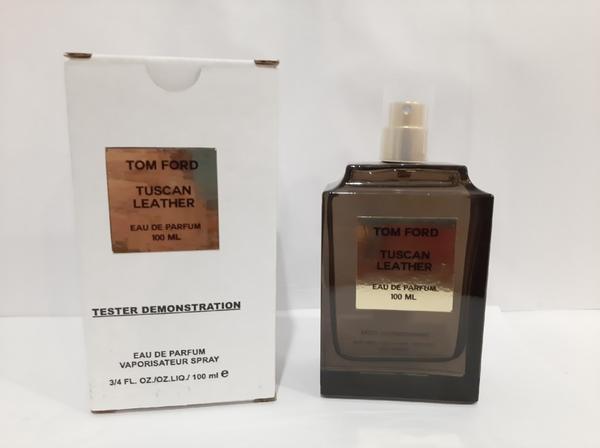 TOM FORD
TUSCAN
LEATHER
EAU DE PARFUM
100 ML
TESTER DEMONSTRATION
EAU DE PARFUM
VAPORISATEUR SPRAY
3/4 FL. OZ./OZ.LIQ./ 100 ml e
TOM FORD
TUSCAN
LEATHER
EAU DE PARFUM
100 ML